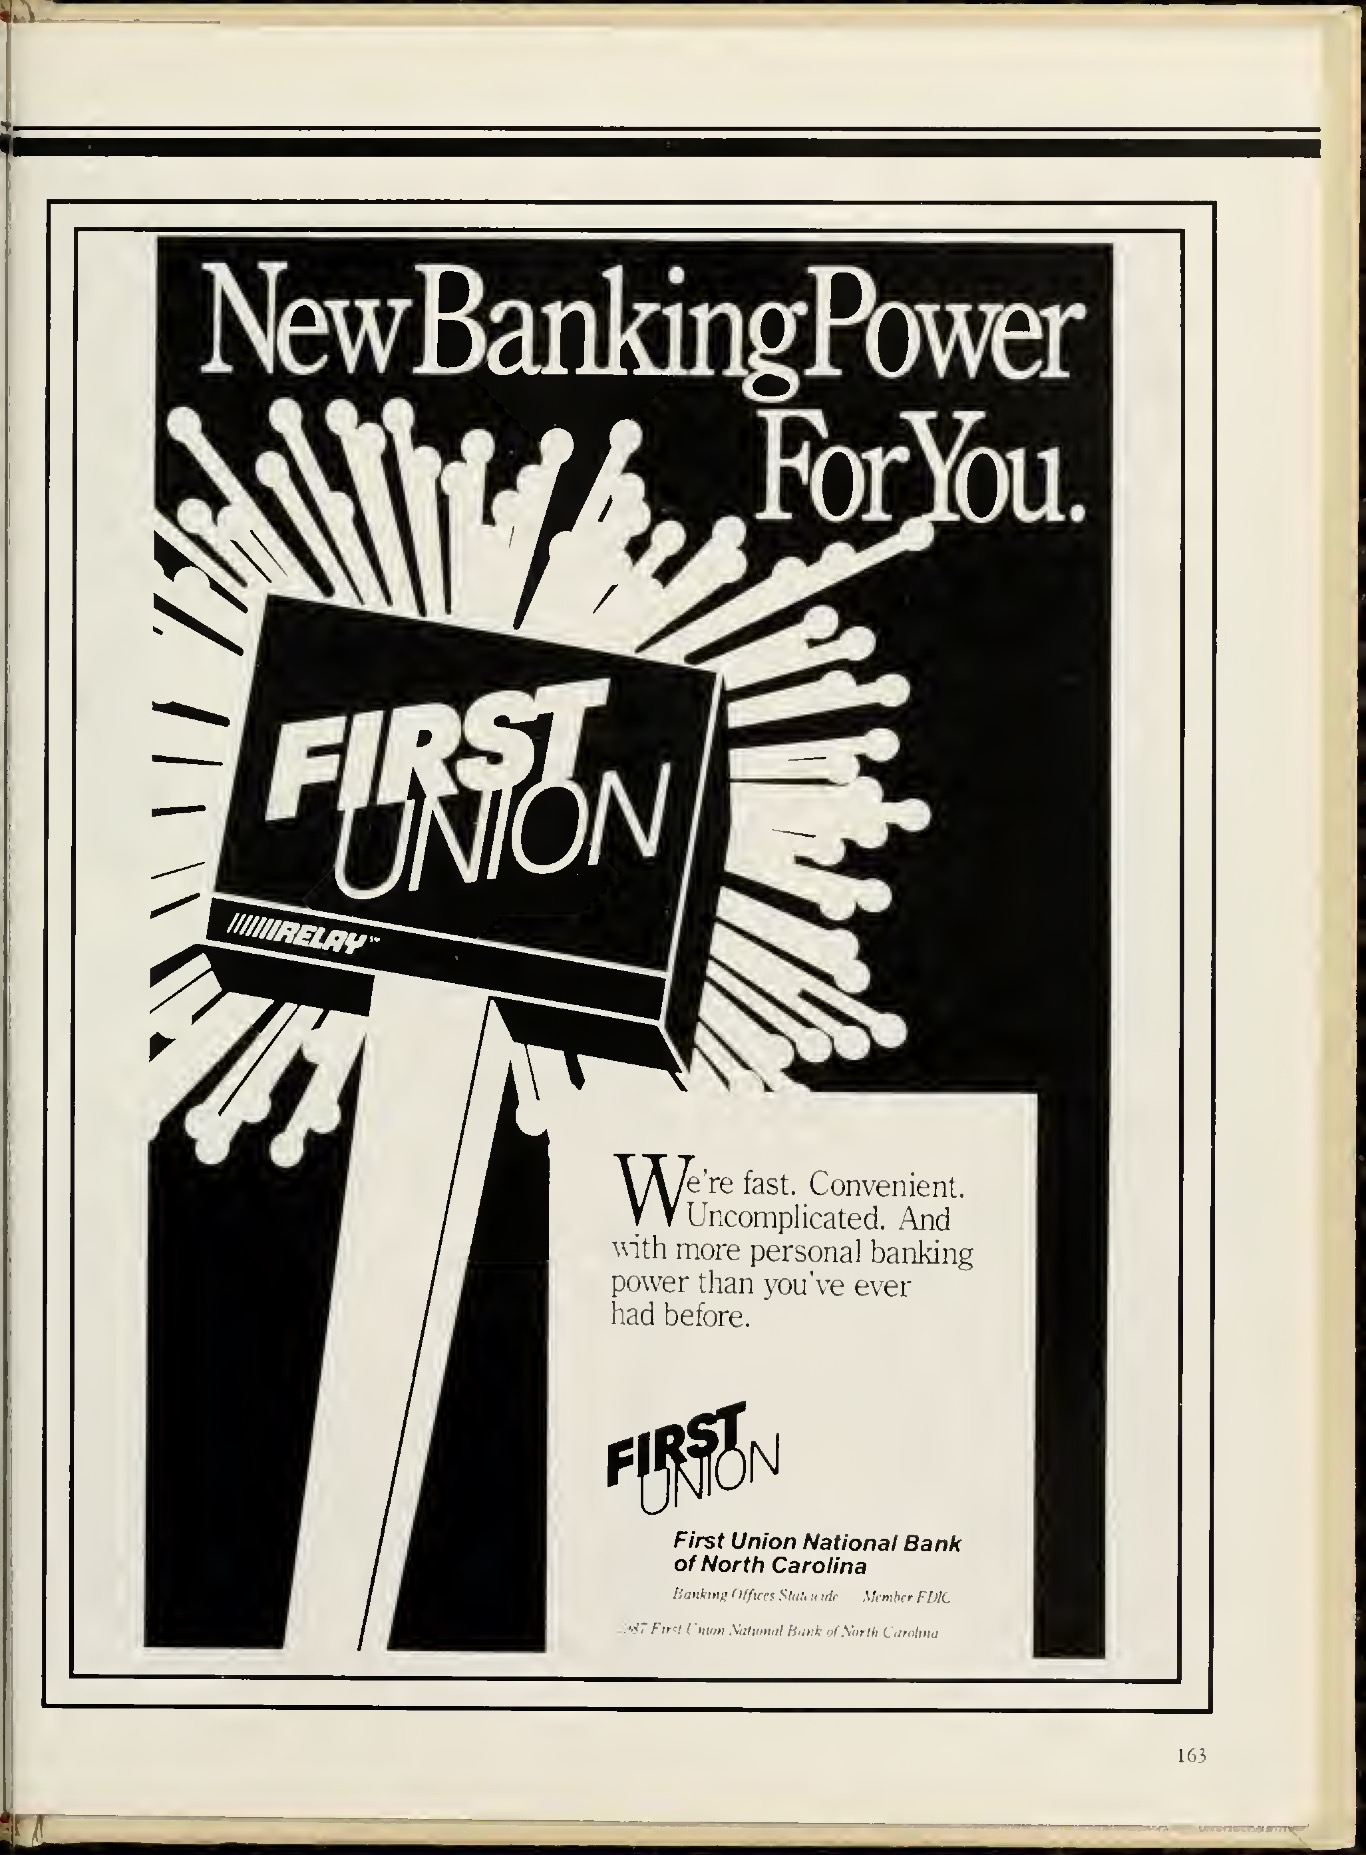 New Banking Power
For You.
FIRST
UNION
RELAY℠
We're fast. Convenient.
Uncomplicated. And
with more personal banking
power than you've ever
had before.
FIRST
UNION
First Union National Bank
of North Carolina
Banking Offices Statewide Member FDIC
1987 First Union National Bank of North Carolina
163